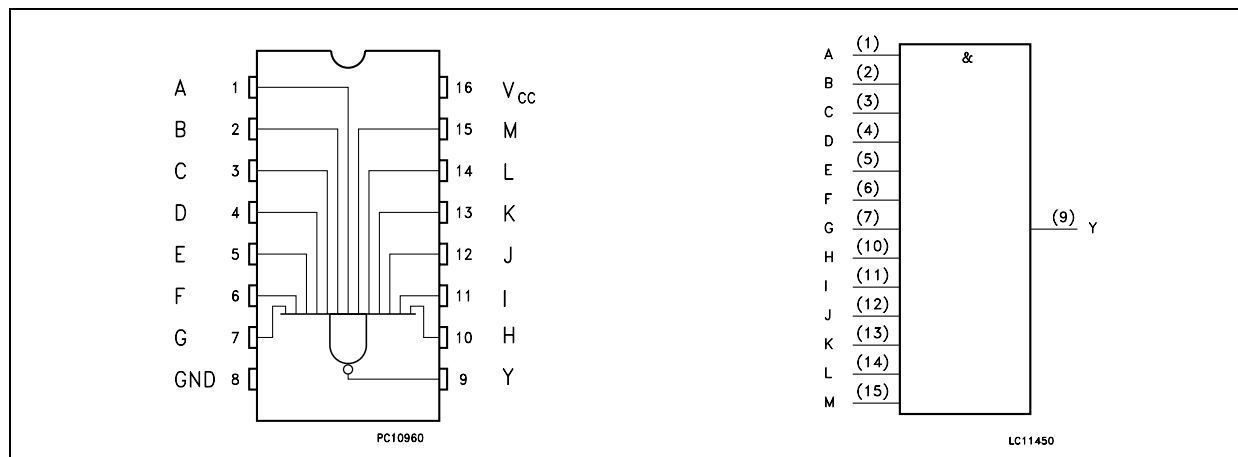 A 1 16 VCC
B 2 15 M
C 3 14 L
D 4 13 K
E 5 12 J
F 6 11 I
G 7 10 H
GND 8 9 Y
PC10960
&
A (1)
B (2)
C (3)
D (4)
E (5)
F (6)
G (7)
(9) Y
H (10)
I (11)
J (12)
K (13)
L (14)
M (15)
LC11450